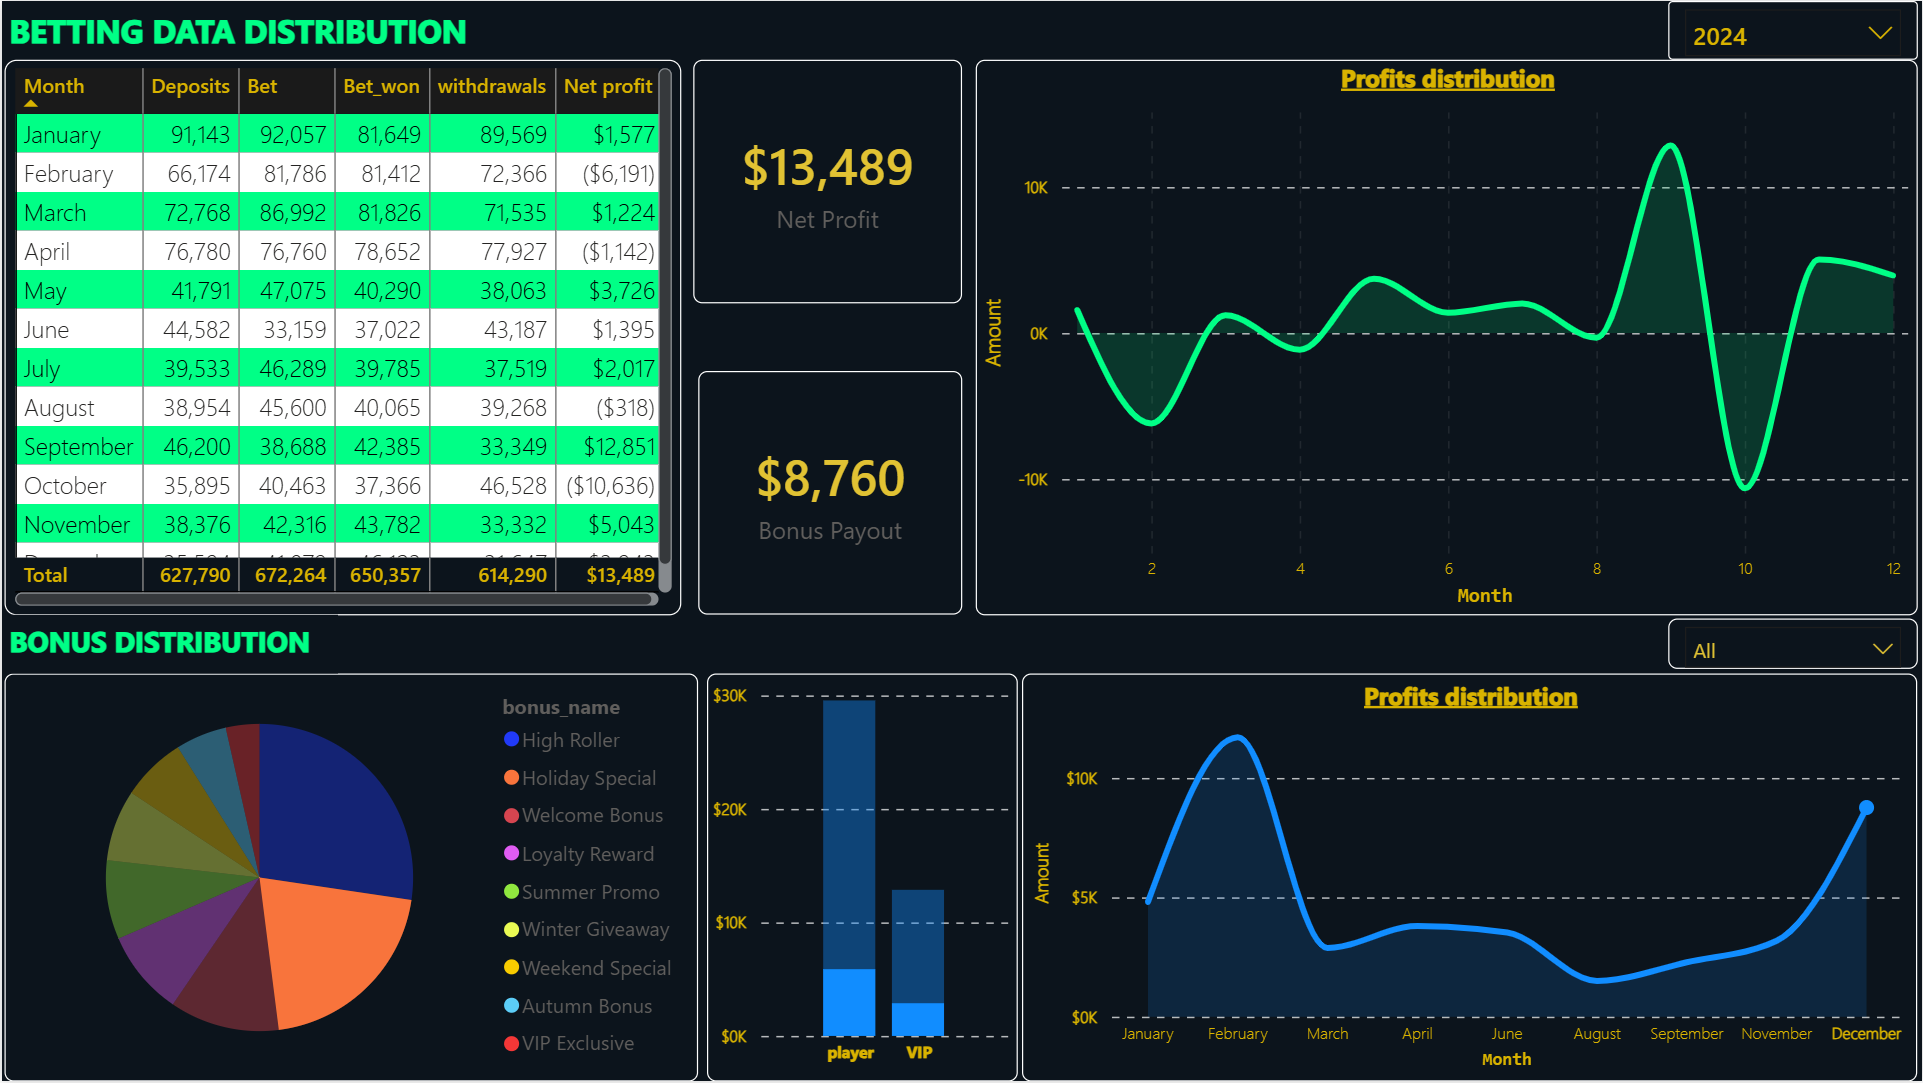 BETTING DATA DISTRIBUTION
2024
Month Deposits Bet Bet_won withdrawals Net profit
January 91,143 92,057 81,649 89,569 $1,577
February 66,174 81,786 81,412 72,366 ($6,191)
March 72,768 86,992 81,826 71,535 $1,224
April 76,780 76,760 78,652 77,927 ($1,142)
May 41,791 47,075 40,290 38,063 $3,726
June 44,582 33,159 37,022 43,187 $1,395
July 39,533 46,289 39,785 37,519 $2,017
August 38,954 45,600 40,065 39,268 ($318)
September 46,200 38,688 42,385 33,349 $12,851
October 35,895 40,463 37,366 46,528 ($10,636)
November 38,376 42,316 43,782 33,332 $5,043
Total 627,790 672,264 650,357 614,290 $13,489
$13,489
Net Profit
$8,760
Bonus Payout
Profits distribution
10K
0K
-10K
Amount
2 4 6 8 10 12
Month
BONUS DISTRIBUTION
All
bonus_name
High Roller
Holiday Special
Welcome Bonus
Loyalty Reward
Summer Promo
Winter Giveaway
Weekend Special
Autumn Bonus
VIP Exclusive
$30K
$20K
$10K
$0K
player VIP
Profits distribution
$10K
$5K
$0K
Amount
January February March April June August September November December
Month